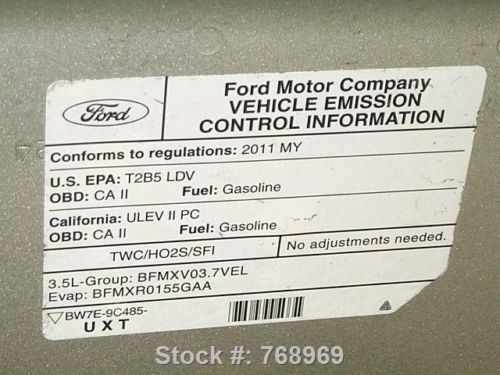 Ford
Ford Motor Company
VEHICLE EMISSION
CONTROL INFORMATION
Conforms to regulations: 2011 MY
U.S. EPA: T2B5 LDV
OBD: CA II Fuel: Gasoline
California: ULEV II PC
OBD: CA II Fuel: Gasoline
TWC/HO2S/SFI
No adjustments needed.
3.5L-Group: BFMXV03.7VEL
Evap: BFMXR0155GAA
BW7E-9C485-
UXT
Stock #: 768969